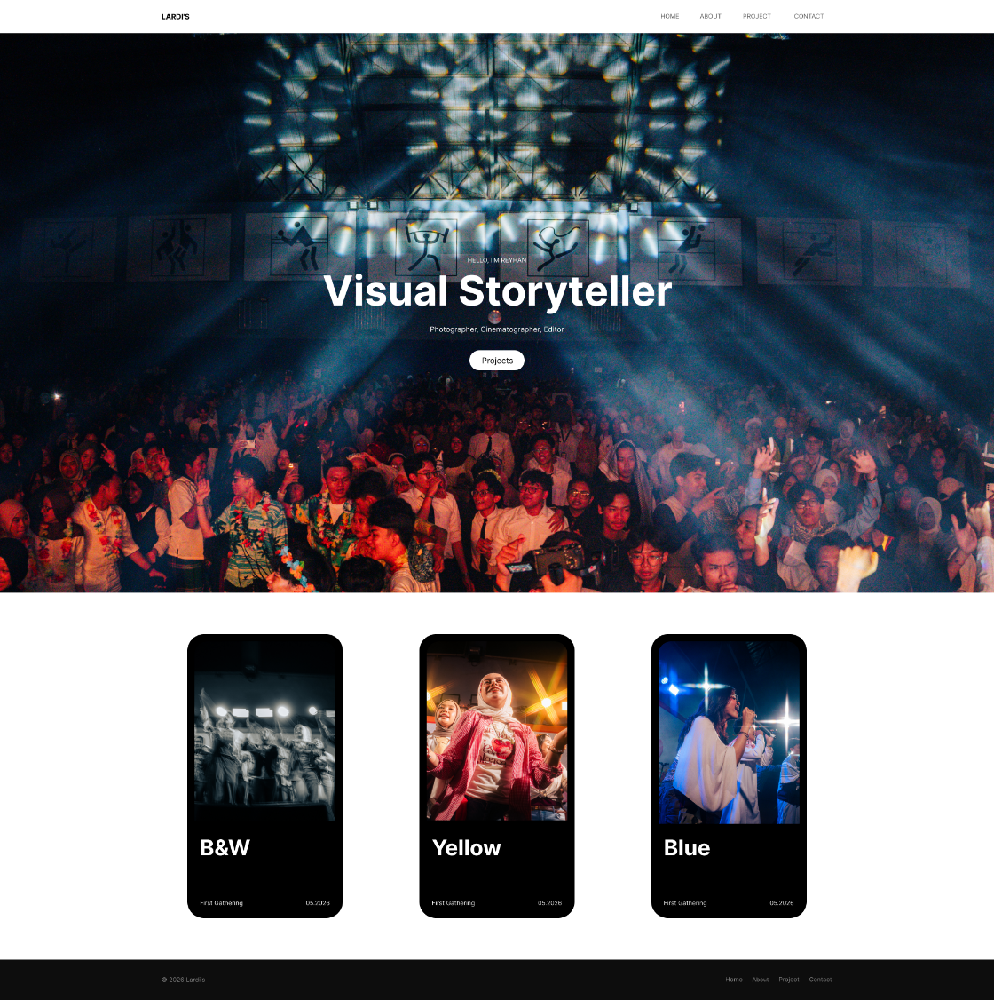 LARDI'S
HOME ABOUT PROJECT CONTACT
HELLO, I'M REYHAN
Visual Storyteller
Photographer, Cinematographer, Editor
Projects
B&W
First Gathering 05.2026
Yellow
First Gathering 05.2026
Blue
First Gathering 05.2026
© 2026 Lardi's
Home About Project Contact